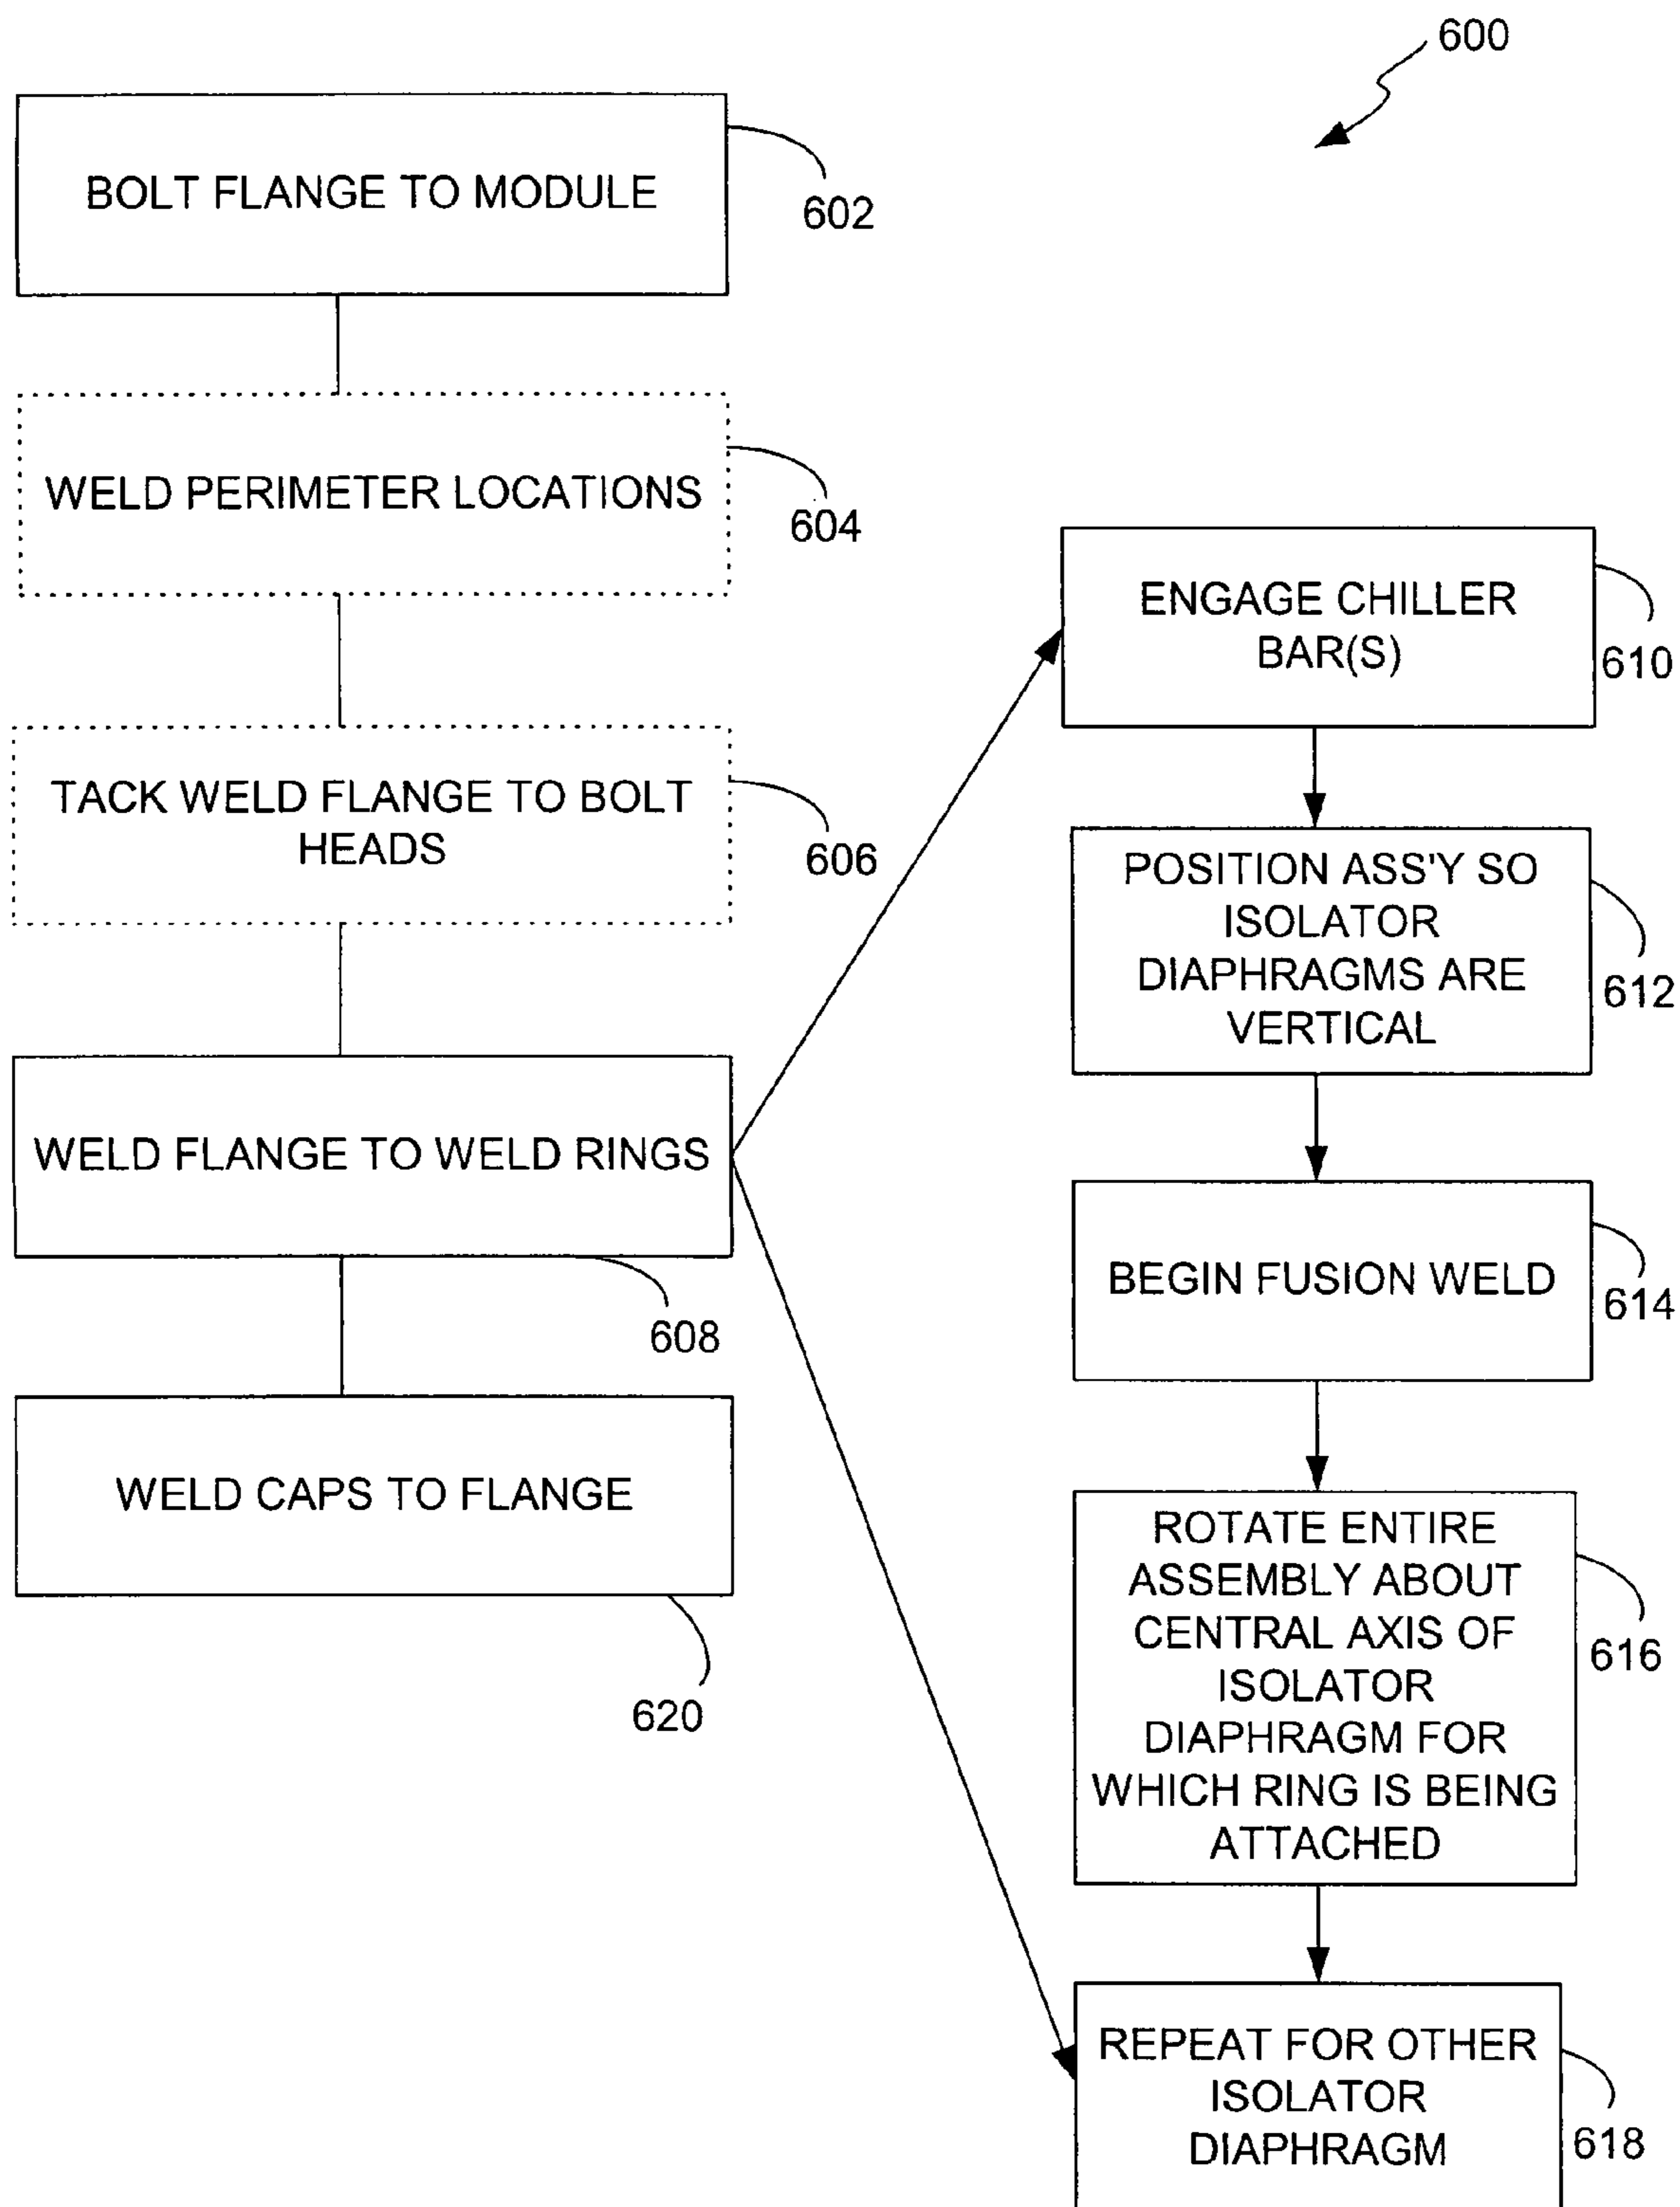 600
BOLT FLANGE TO MODULE
602
WELD PERIMETER LOCATIONS
604
TACK WELD FLANGE TO BOLT
HEADS
606
WELD FLANGE TO WELD RINGS
608
WELD CAPS TO FLANGE
620
ENGAGE CHILLER
BAR(S)
610
POSITION ASS'Y SO
ISOLATOR
DIAPHRAGMS ARE
VERTICAL
612
BEGIN FUSION WELD
614
ROTATE ENTIRE
ASSEMBLY ABOUT
CENTRAL AXIS OF
ISOLATOR
DIAPHRAGM FOR
WHICH RING IS BEING
ATTACHED
616
REPEAT FOR OTHER
ISOLATOR
DIAPHRAGM
618